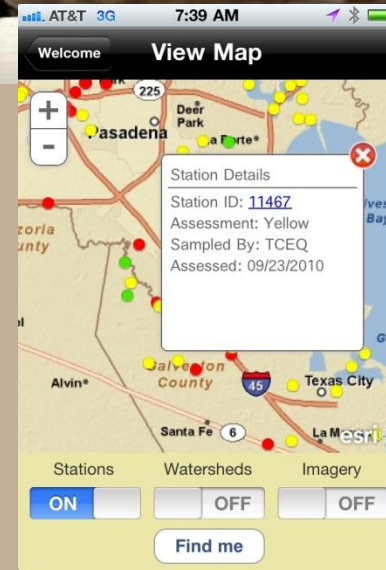 AT&T 3G 7:39 AM
Welcome View Map
+
-
225
Deer
Park
Pasadena
La Porte
Station Details
Station ID: 11467
Assessment: Yellow
Sampled By: TCEQ
Assessed: 09/23/2010
Galveston
County
45
Texas City
Alvin
Santa Fe 6
esri
Stations Watersheds Imagery
ON OFF OFF
Find me